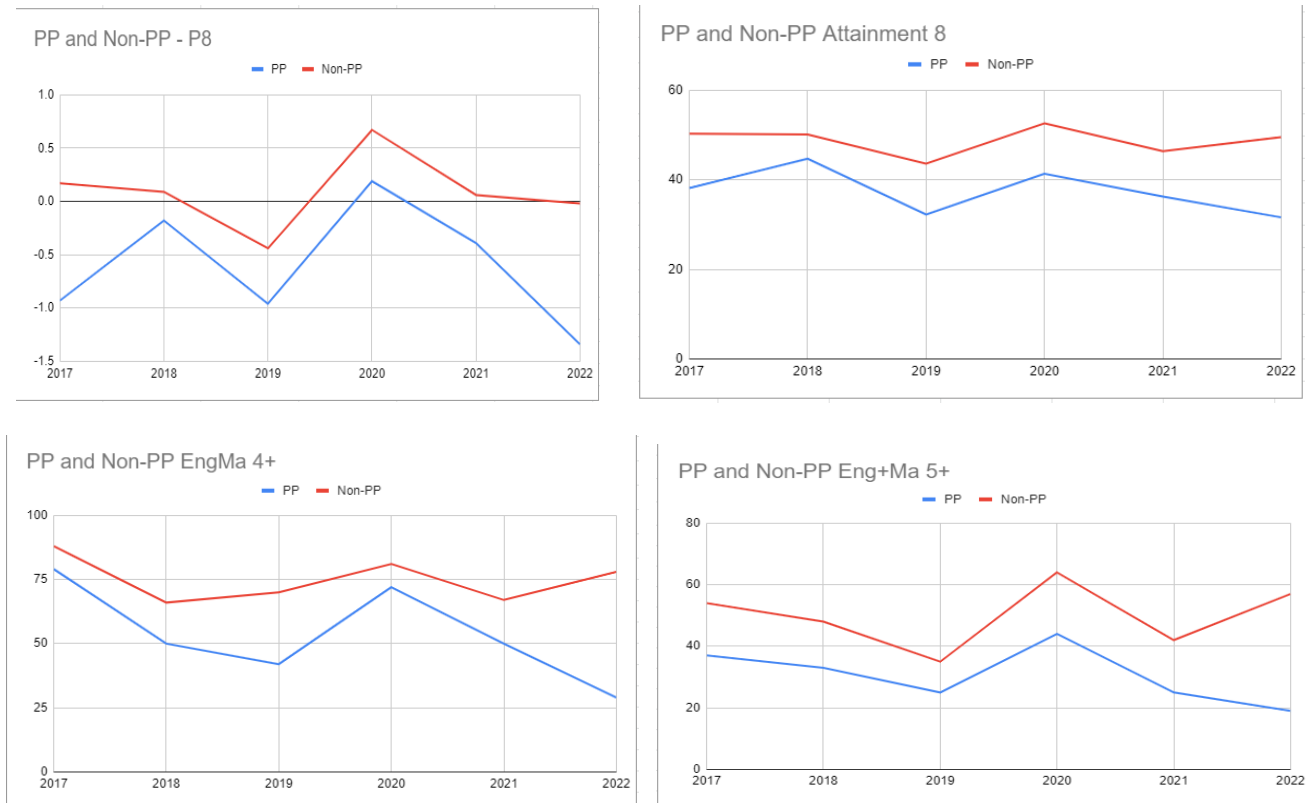 PP and Non-PP - P8
PP Non-PP
1.0
0.5
0.0
-0.5
-1.0
-1.5
2017 2018 2019 2020 2021 2022
PP and Non-PP Attainment 8
PP Non-PP
60
40
20
0
2017 2018 2019 2020 2021 2022
PP and Non-PP EngMa 4+
PP Non-PP
100
75
50
25
0
2017 2018 2019 2020 2021 2022
PP and Non-PP Eng+Ma 5+
PP Non-PP
80
60
40
20
0
2017 2018 2019 2020 2021 2022